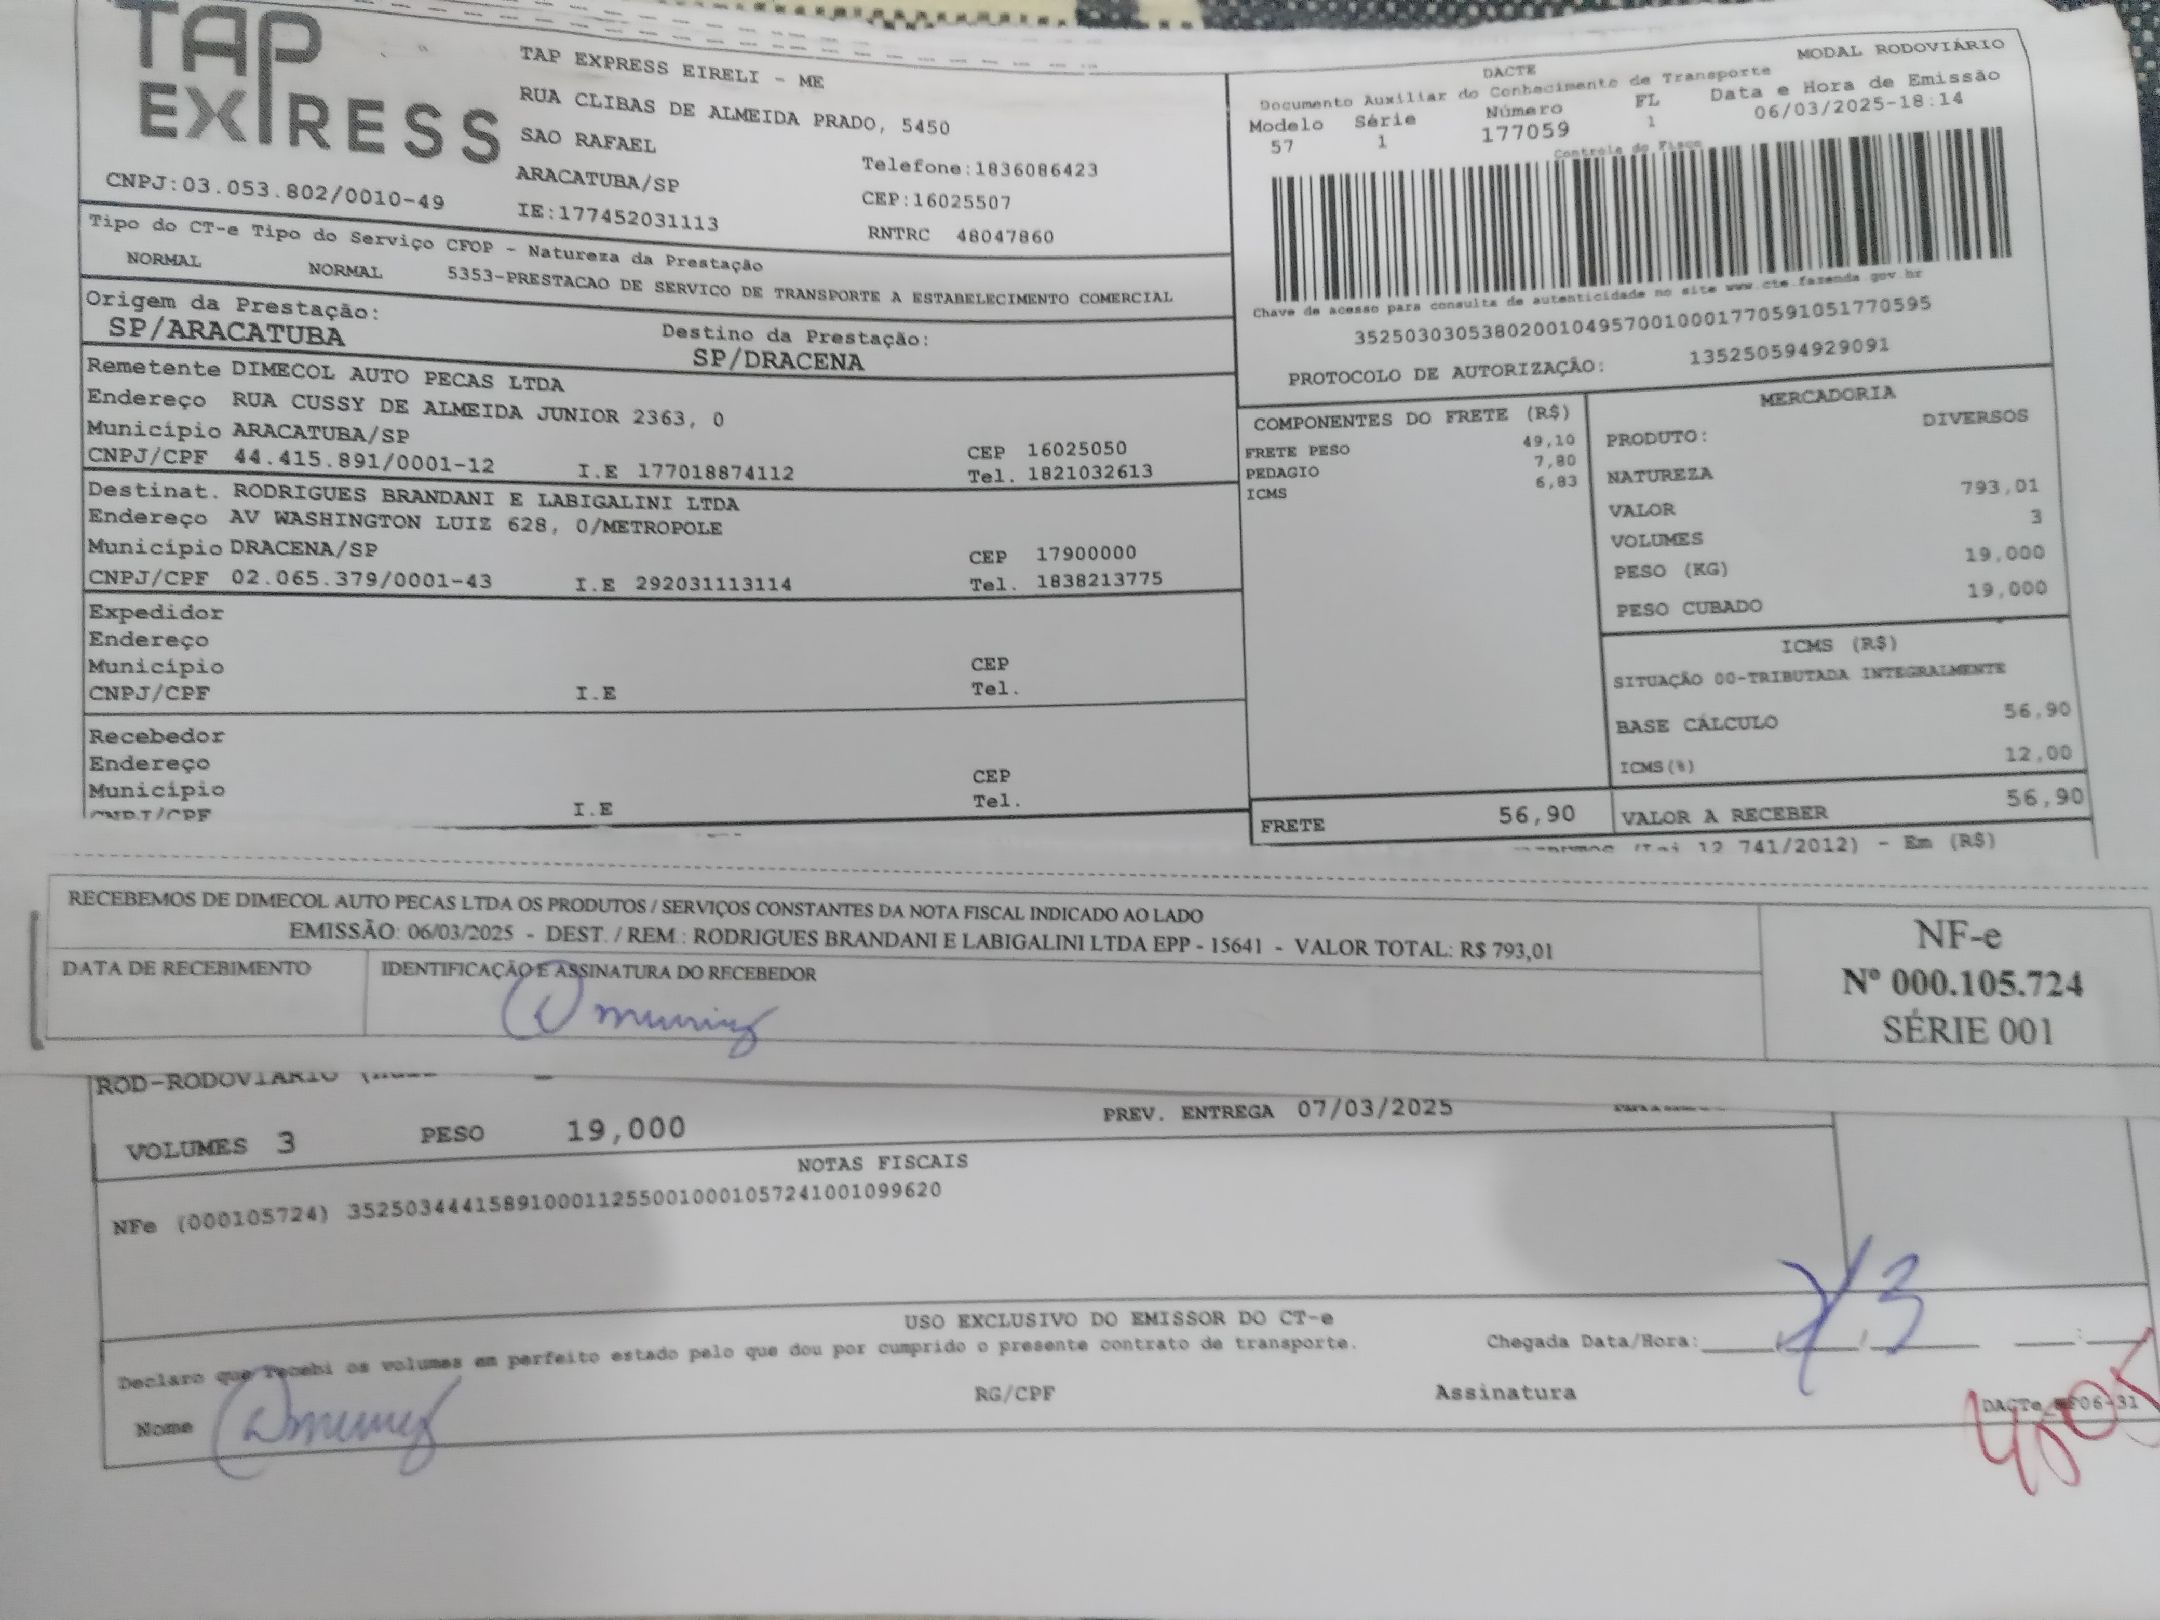 TAP
EXPRESS
CNPJ:03.053.802/0010-49
TAP EXPRESS EIRELI - ME
RUA CLIBAS DE ALMEIDA PRADO, 5450
SAO RAFAEL
ARACATUBA/SP
IE:177452031113
Telefone:1836086423
CEP:16025507
RNTRC 48047860
MODAL RODOVIÁRIO
DACTE
Documento Auxiliar do Conhecimento de Transporte
Modelo Série Número FL Data e Hora de Emissão
57 1 177059 1 06/03/2025-18:14
Controle do Fisco
Chave de acesso para consulta de autenticidade no site www.cte.fazenda.gov.br
35250303053802001049570010001770591051770595
PROTOCOLO DE AUTORIZAÇÃO: 135250594929091
Tipo do CT-e Tipo do Serviço CFOP - Natureza da Prestação
NORMAL NORMAL 5353-PRESTACAO DE SERVICO DE TRANSPORTE A ESTABELECIMENTO COMERCIAL
Origem da Prestação:
SP/ARACATUBA
Destino da Prestação:
SP/DRACENA
Remetente DIMECOL AUTO PECAS LTDA
Endereço RUA CUSSY DE ALMEIDA JUNIOR 2363, 0
Município ARACATUBA/SP CEP 16025050
CNPJ/CPF 44.415.891/0001-12 I.E 177018874112 Tel. 1821032613
Destinat. RODRIGUES BRANDANI E LABIGALINI LTDA
Endereço AV WASHINGTON LUIZ 628, 0/METROPOLE
Município DRACENA/SP CEP 17900000
CNPJ/CPF 02.065.379/0001-43 I.E 292031113114 Tel. 1838213775
Expedidor
Endereço
Município CEP
CNPJ/CPF I.E Tel.
Recebedor
Endereço
Município CEP
CNPJ/CPF I.E Tel.
COMPONENTES DO FRETE (R$)
FRETE PESO 49,10
PEDAGIO 7,80
ICMS 6,83
MERCADORIA
PRODUTO: DIVERSOS
NATUREZA
VALOR 793,01
VOLUMES 3
PESO (KG) 19,000
PESO CUBADO 19,000
ICMS (R$)
SITUAÇÃO 00-TRIBUTADA INTEGRALMENTE
BASE CÁLCULO 56,90
ICMS(%) 12,00
FRETE 56,90
VALOR A RECEBER 56,90
(Lei 12 741/2012) - Em (R$)
RECEBEMOS DE DIMECOL AUTO PECAS LTDA OS PRODUTOS / SERVIÇOS CONSTANTES DA NOTA FISCAL INDICADO AO LADO
EMISSÃO: 06/03/2025 - DEST. / REM.: RODRIGUES BRANDANI E LABIGALINI LTDA EPP - 15641 - VALOR TOTAL: R$ 793,01
DATA DE RECEBIMENTO
IDENTIFICAÇÃO E ASSINATURA DO RECEBEDOR
NF-e
Nº 000.105.724
SÉRIE 001
ROD-RODOVIARIO
VOLUMES 3 PESO 19,000 PREV. ENTREGA 07/03/2025
NOTAS FISCAIS
NFe (000105724) 35250344415891000112550010001057241001099620
USO EXCLUSIVO DO EMISSOR DO CT-e
Declaro que recebi os volumes em perfeito estado pelo que dou por cumprido o presente contrato de transporte.
Chegada Data/Hora:
Nome
RG/CPF
Assinatura